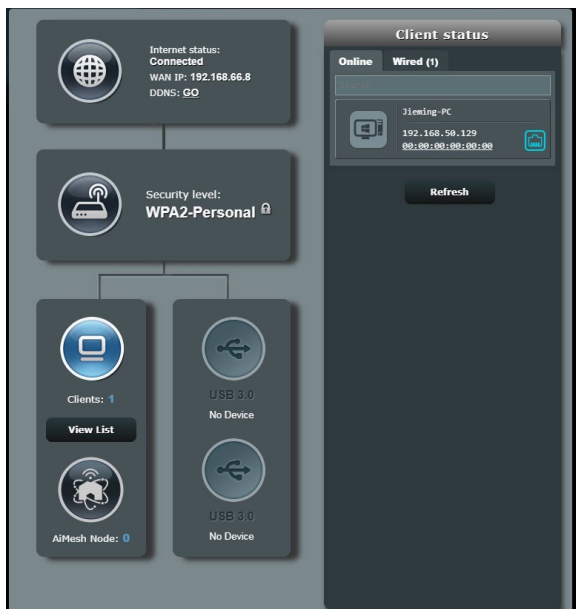 Internet status:
Connected
WAN IP: 192.168.66.8
DDNS: GO
Security level:
WPA2-Personal
Clients: 1
View List
AiMesh Node: 0
USB 3.0
No Device
USB 3.0
No Device
Client status
Online Wired (1)
Search
Jieming-PC
192.168.50.129
00:00:00:00:00:00
Refresh